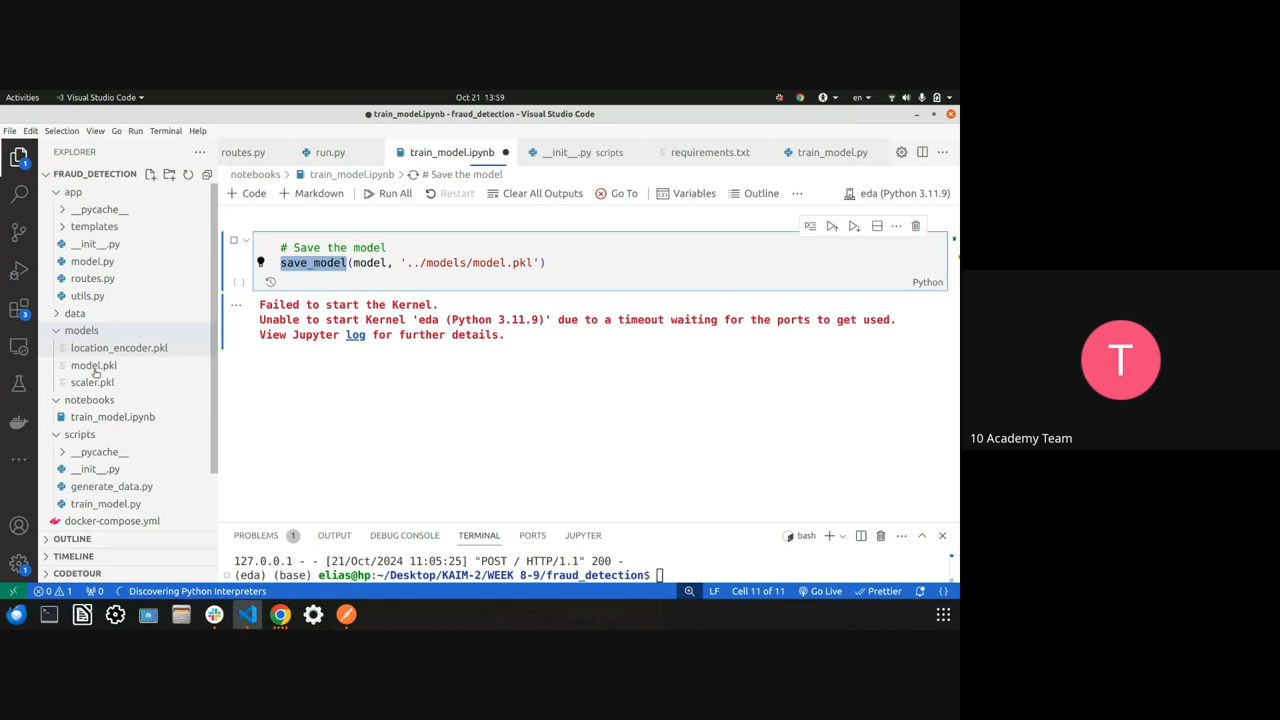 Activities
Visual Studio Code
Oct 21 13:59
en
train_model.ipynb - fraud_detection - Visual Studio Code
File Edit Selection View Go Run Terminal Help
EXPLORER
routes.py
run.py
train_model.ipynb
__init__.py scripts
requirements.txt
train_model.py
FRAUD_DETECTION
notebooks > train_model.ipynb > # Save the model
+ Code + Markdown Run All Restart Clear All Outputs Go To Variables Outline eda (Python 3.11.9)
app
__pycache__
templates
__init__.py
model.py
routes.py
utils.py
data
models
location_encoder.pkl
model.pkl
scaler.pkl
notebooks
train_model.ipynb
scripts
__pycache__
__init__.py
generate_data.py
train_model.py
docker-compose.yml
OUTLINE
TIMELINE
CODETOUR
1
3
# Save the model
save_model(model, '../models/model.pkl')
[ ]
Python
Failed to start the Kernel.
Unable to start Kernel 'eda (Python 3.11.9)' due to a timeout waiting for the ports to get used.
View Jupyter log for further details.
PROBLEMS 1 OUTPUT DEBUG CONSOLE TERMINAL PORTS JUPYTER
bash
127.0.0.1 - - [21/Oct/2024 11:05:25] "POST / HTTP/1.1" 200 -
(eda) (base) elias@hp:~/Desktop/KAIM-2/WEEK 8-9/fraud_detection$
0 1 0 Discovering Python Interpreters LF Cell 11 of 11 Go Live Prettier
T
10 Academy Team